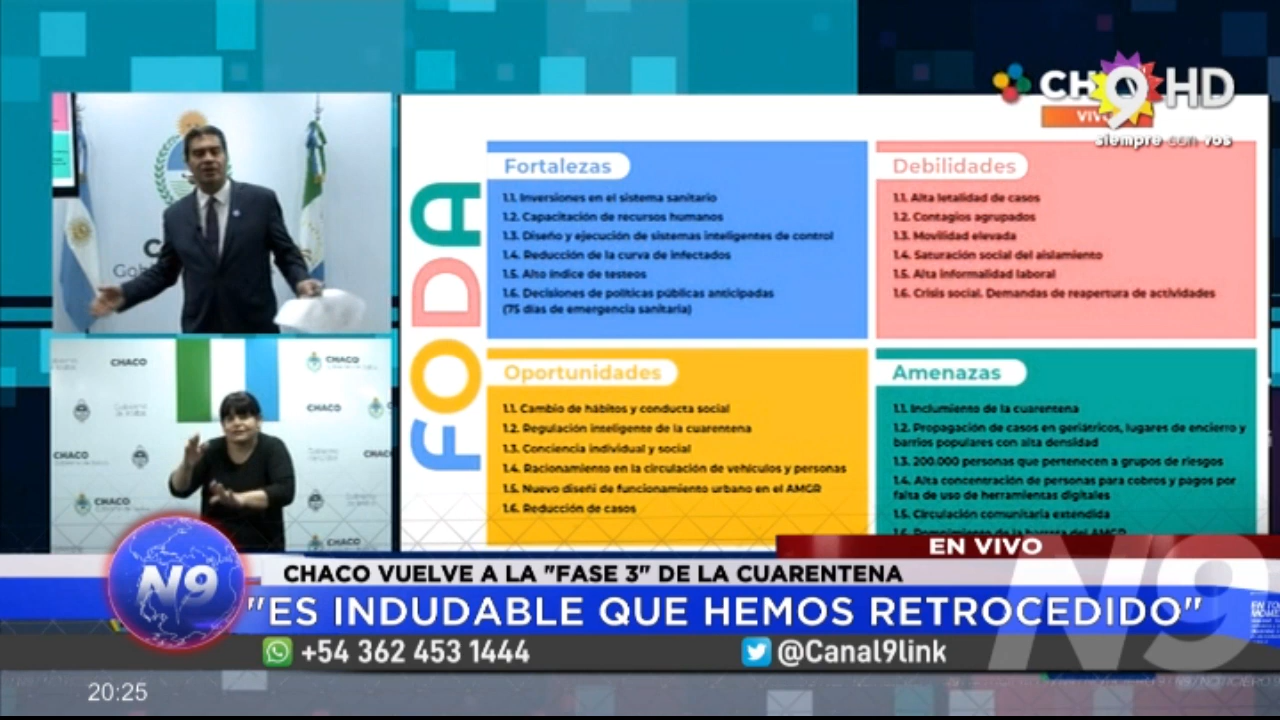 CH 9 HD
VIVO
siempre con vos
FODA
Fortalezas
1.1. Inversiones en el sistema sanitario
1.2. Capacitación de recursos humanos
1.3. Diseño y ejecución de sistemas inteligentes de control
1.4. Reducción de la curva de infectados
1.5. Alto índice de testeos
1.6. Decisiones de políticas públicas anticipadas
(75 días de emergencia sanitaria)
Debilidades
1.1. Alta letalidad de casos
1.2. Contagios agrupados
1.3. Movilidad elevada
1.4. Saturación social del aislamiento
1.5. Alta informalidad laboral
1.6. Crisis social. Demandas de reapertura de actividades
Oportunidades
1.1. Cambio de hábitos y conducta social
1.2. Regulación inteligente de la cuarentena
1.3. Conciencia individual y social
1.4. Racionamiento en la circulación de vehículos y personas
1.5. Nuevo diseñi de funcionamiento urbano en el AMGR
1.6. Reducción de casos
Amenazas
1.1. Inclumiento de la cuarentena
1.2. Propagación de casos en geriátricos, lugares de encierro y
barrios populares con alta densidad
1.3. 200.000 personas que pertenecen a grupos de riesgos
1.4. Alta concentración de personas para cobros y pagos por
falta de uso de herramientas digitales
1.5. Circulación comunitaria extendida
CHACO
CHACO
CHACO
CHACO
CHACO
EN VIVO
N9
CHACO VUELVE A LA "FASE 3" DE LA CUARENTENA
"ES INDUDABLE QUE HEMOS RETROCEDIDO"
N9
+54 362 453 1444
@Canal9link
20:25